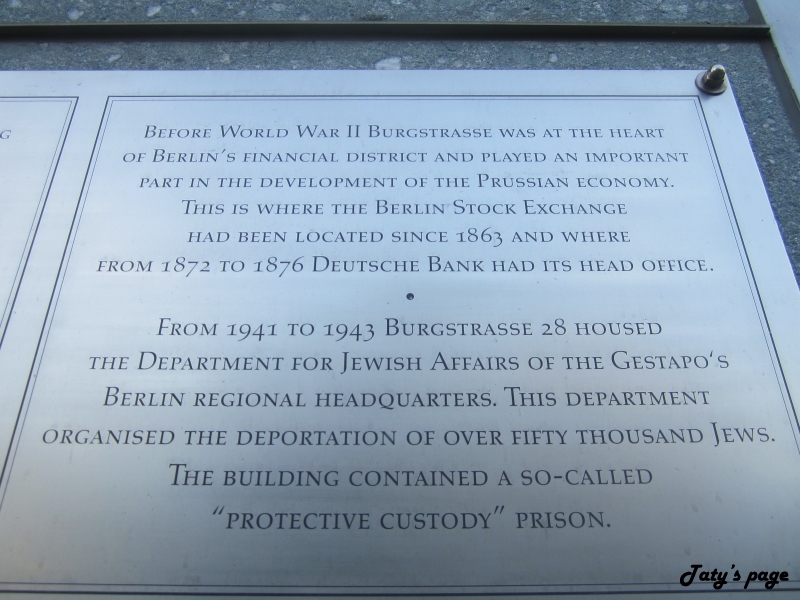 G
BEFORE WORLD WAR II BURGSTRASSE WAS AT THE HEART
OF BERLIN'S FINANCIAL DISTRICT AND PLAYED AN IMPORTANT
PART IN THE DEVELOPMENT OF THE PRUSSIAN ECONOMY.
THIS IS WHERE THE BERLIN STOCK EXCHANGE
HAD BEEN LOCATED SINCE 1863 AND WHERE
FROM 1872 TO 1876 DEUTSCHE BANK HAD ITS HEAD OFFICE.
•
FROM 1941 TO 1943 BURGSTRASSE 28 HOUSED
THE DEPARTMENT FOR JEWISH AFFAIRS OF THE GESTAPO‘S
BERLIN REGIONAL HEADQUARTERS. THIS DEPARTMENT
ORGANISED THE DEPORTATION OF OVER FIFTY THOUSAND JEWS.
THE BUILDING CONTAINED A SO-CALLED
“PROTECTIVE CUSTODY” PRISON.
Taty's page